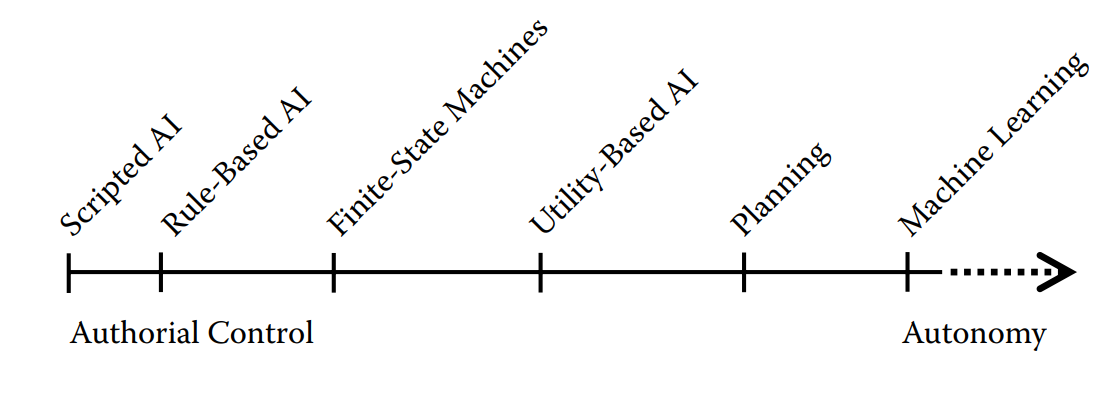 Scripted AI
Rule-Based AI
Finite-State Machines
Utility-Based AI
Planning
Machine Learning
Authorial Control
Autonomy